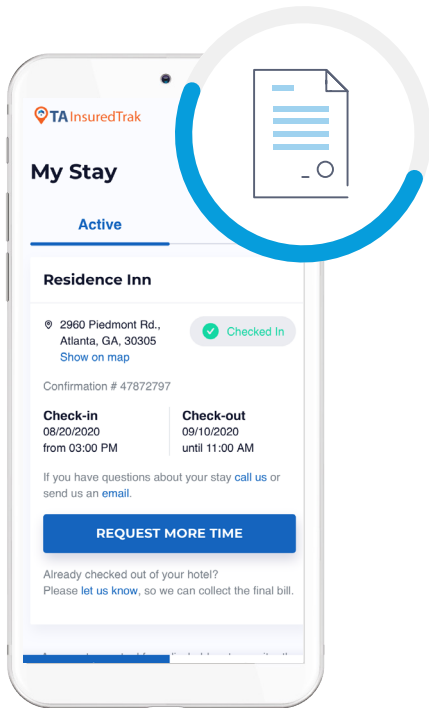 TA InsuredTrak
My Stay
Active
Residence Inn
2960 Piedmont Rd.,
Atlanta, GA, 30305
Show on map
Checked In
Confirmation # 47872797
Check-in
Check-out
08/20/2020
09/10/2020
from 03:00 PM
until 11:00 AM
If you have questions about your stay call us or
send us an email.
REQUEST MORE TIME
Already checked out of your hotel?
Please let us know, so we can collect the final bill.